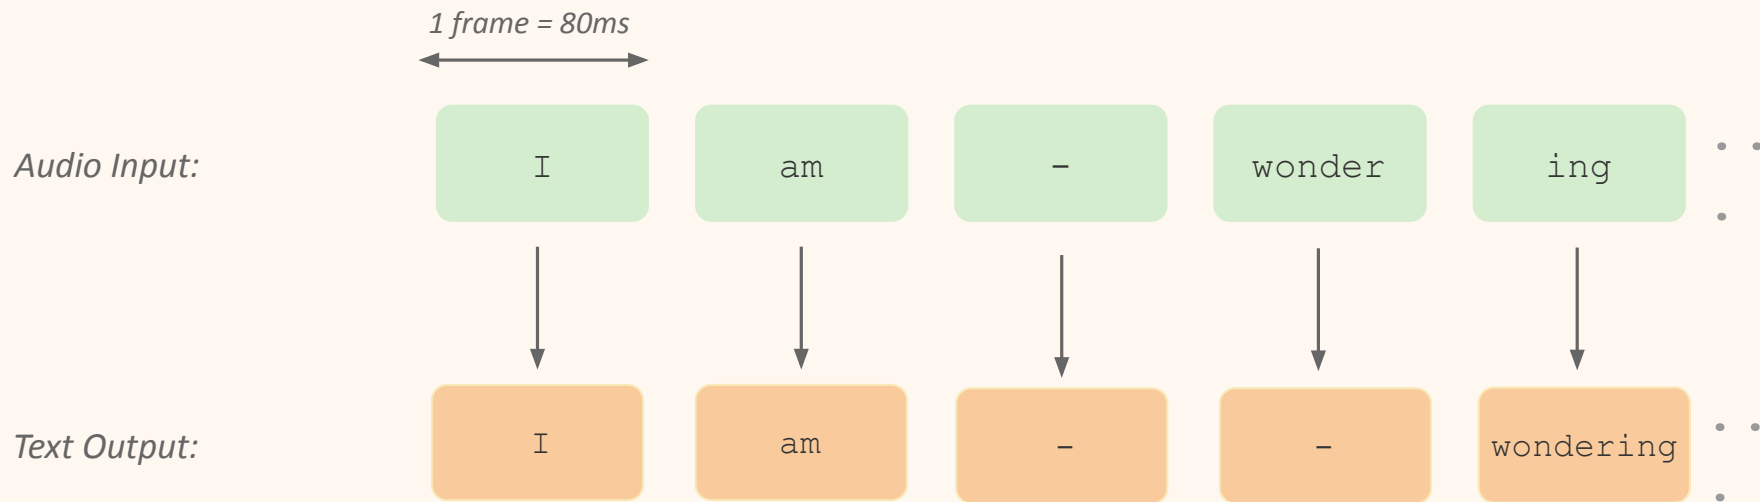 1 frame = 80ms
Audio Input: I am - wonder ing . . .
Text Output: I am - - wondering . . .